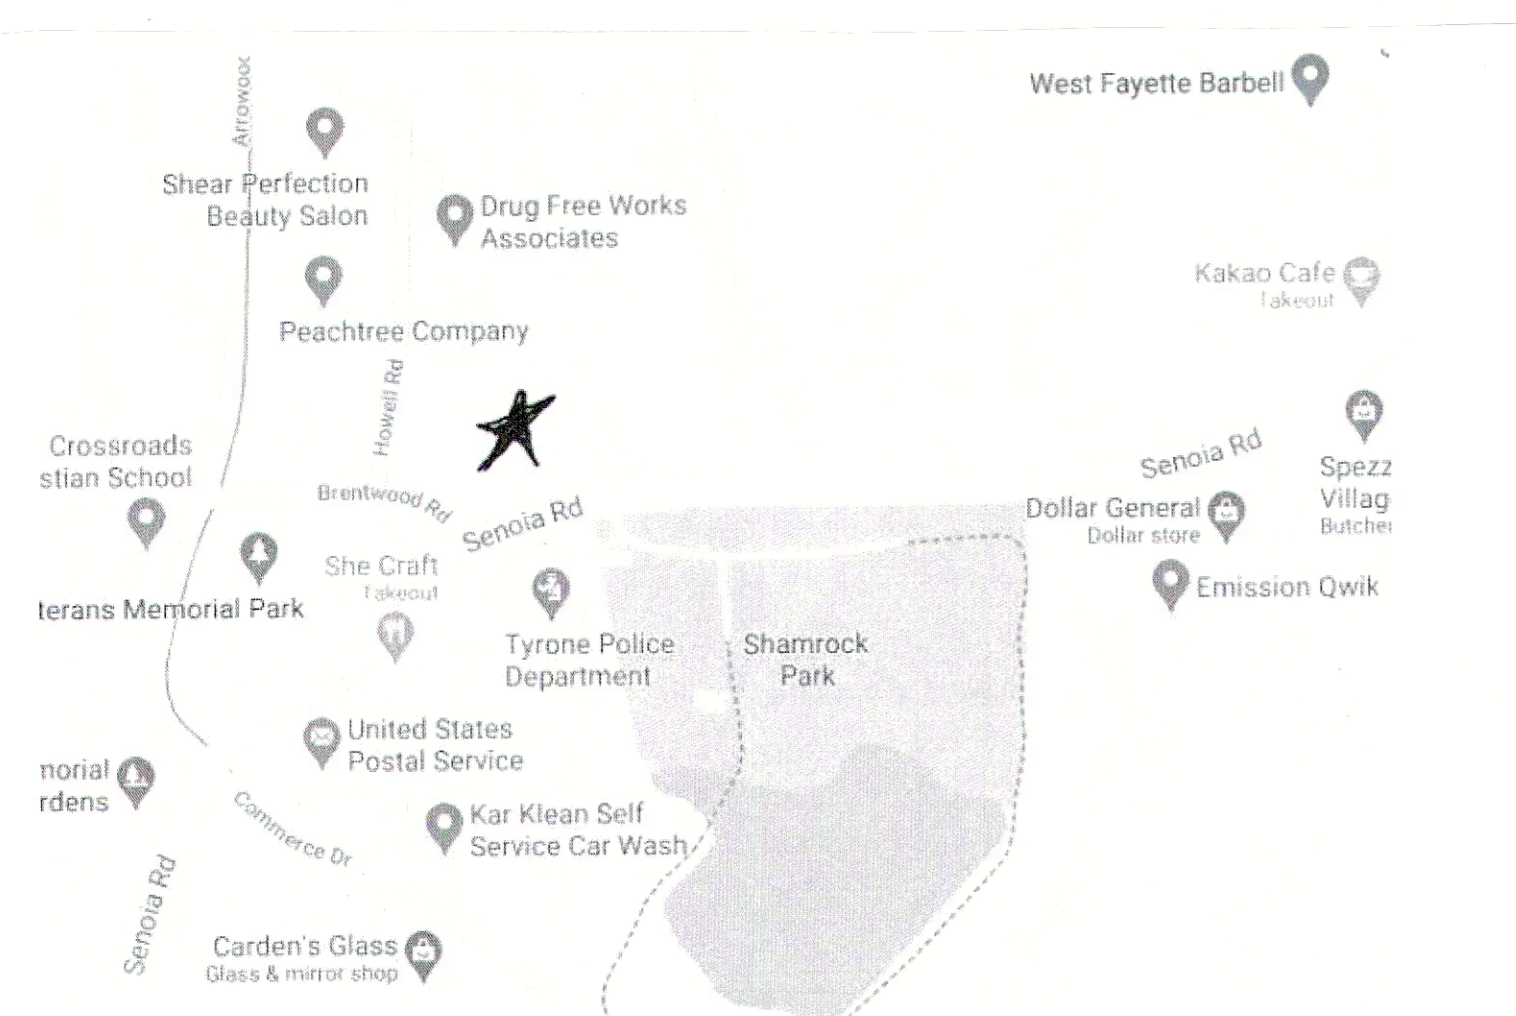 Arrowood
West Fayette Barbell
Shear Perfection
Beauty Salon
Drug Free Works
Associates
Kakao Cafe
Takeout
Peachtree Company
Howell Rd
Crossroads
stian School
Senoia Rd
Spezz
Villag
Butcher
Brentwood Rd
Senoia Rd
Dollar General
Dollar store
She Craft
Takeout
Emission Qwik
terans Memorial Park
Tyrone Police
Department
Shamrock
Park
United States
Postal Service
norial
rdens
Commerce Dr
Kar Klean Self
Service Car Wash
Senoia Rd
Carden's Glass
Glass & mirror shop